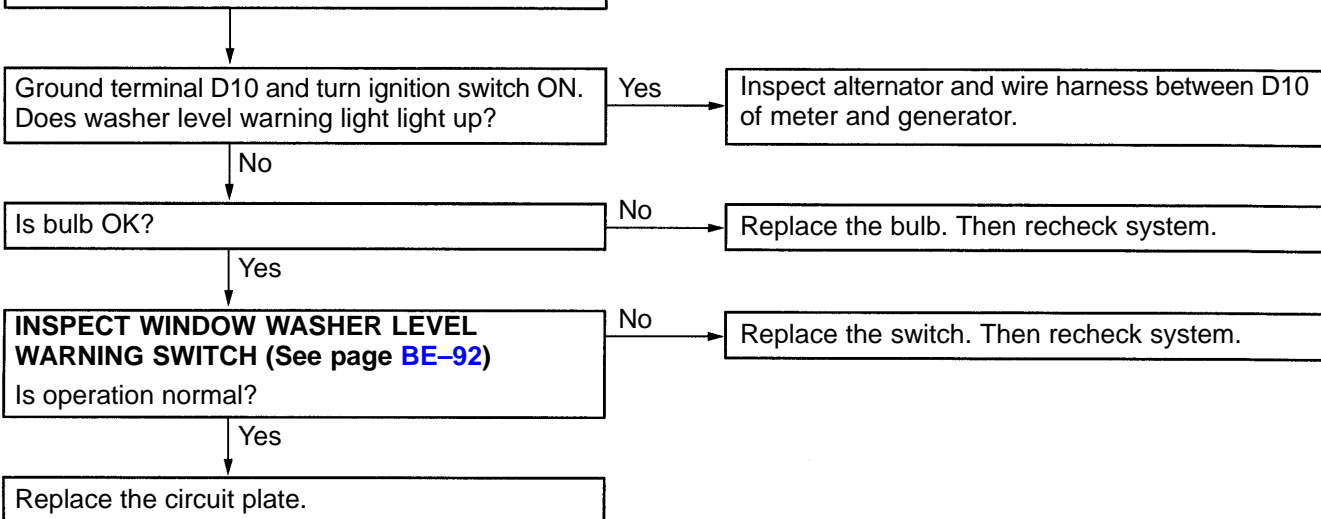 Ground terminal D10 and turn ignition switch ON.
Does washer level warning light light up?
Yes
Inspect alternator and wire harness between D10
of meter and generator.
No
Is bulb OK?
No
Replace the bulb. Then recheck system.
Yes
INSPECT WINDOW WASHER LEVEL
WARNING SWITCH (See page BE–92)
Is operation normal?
No
Replace the switch. Then recheck system.
Yes
Replace the circuit plate.